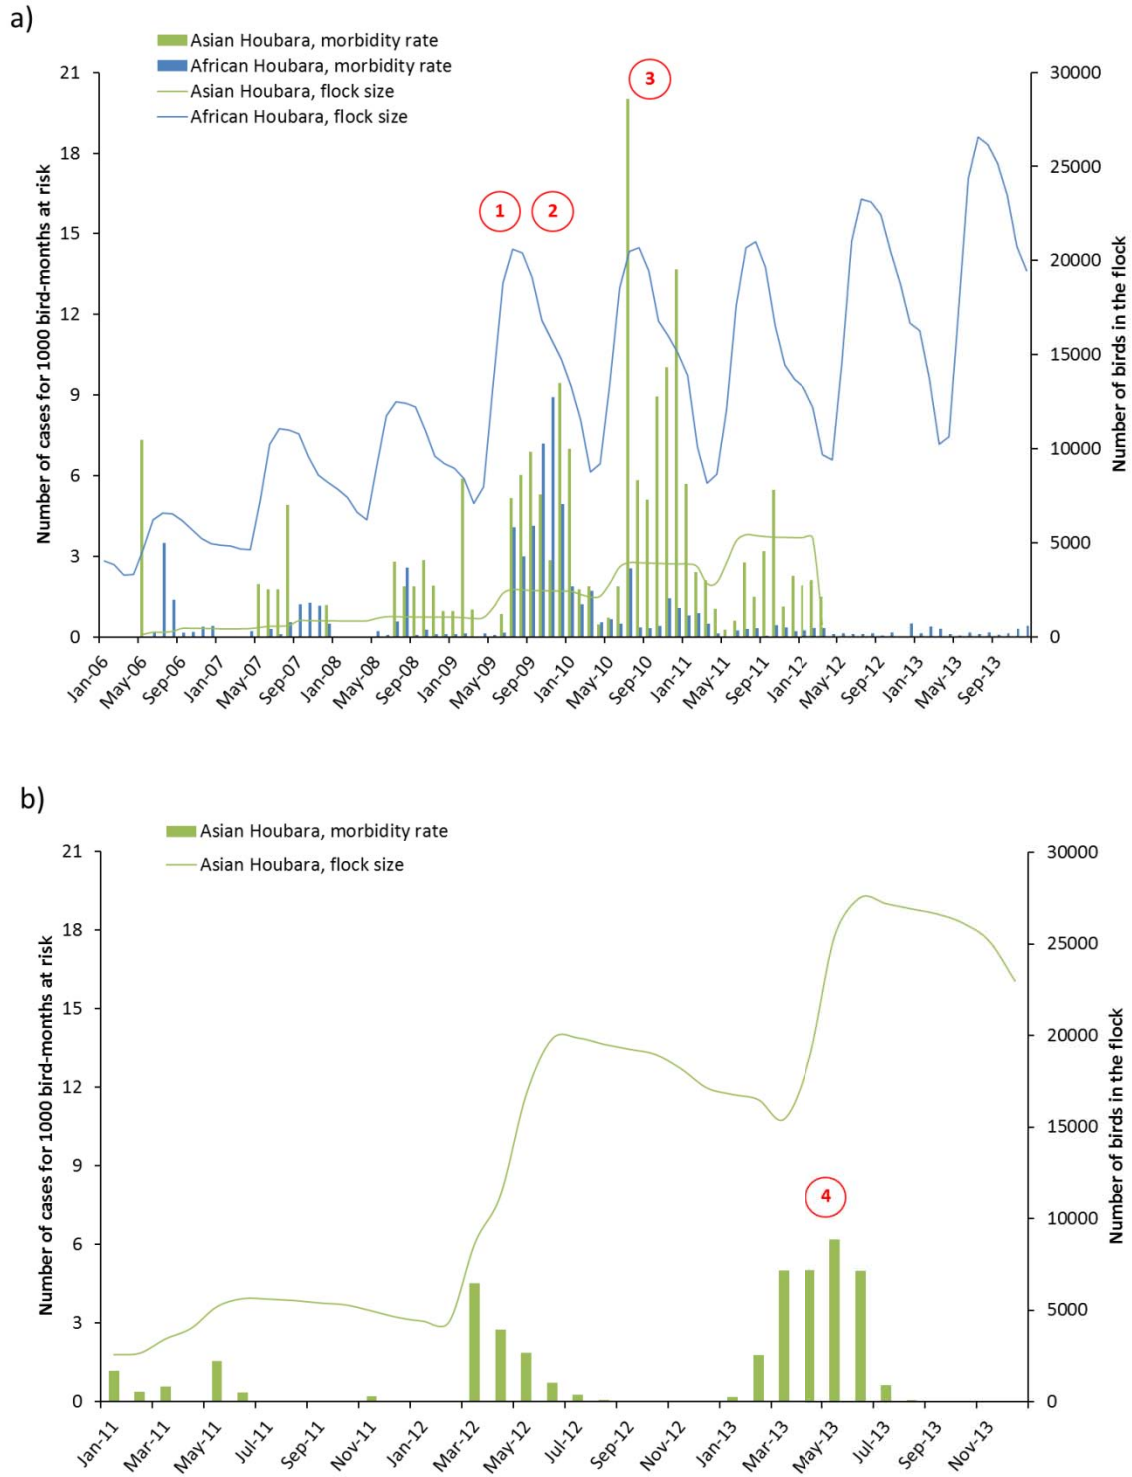 a)
Asian Houbara, morbidity rate
African Houbara, morbidity rate
Asian Houbara, flock size
African Houbara, flock size
Number of cases for 1000 bird-months at risk
21
18
15
12
9
6
3
0
1
2
3
30000
25000
20000
15000
10000
5000
0
Number of birds in the flock
Jan-06
May-06
Sep-06
Jan-07
May-07
Sep-07
Jan-08
May-08
Sep-08
Jan-09
May-09
Sep-09
Jan-10
May-10
Sep-10
Jan-11
May-11
Sep-11
Jan-12
May-12
Sep-12
Jan-13
May-13
Sep-13
b)
Asian Houbara, morbidity rate
Asian Houbara, flock size
Number of cases for 1000 bird-months at risk
21
18
15
12
9
6
3
0
4
30000
25000
20000
15000
10000
5000
0
Number of birds in the flock
Jan-11
Mar-11
May-11
Jul-11
Sep-11
Nov-11
Jan-12
Mar-12
May-12
Jul-12
Sep-12
Nov-12
Jan-13
Mar-13
May-13
Jul-13
Sep-13
Nov-13